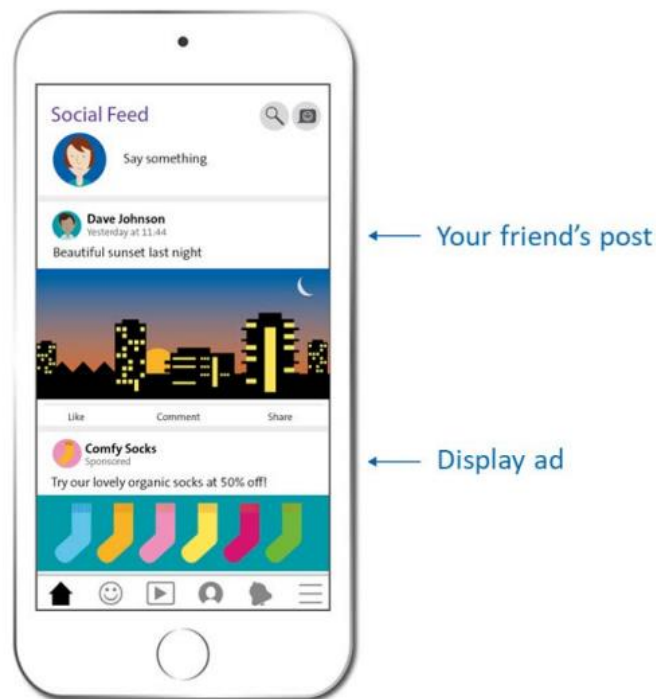 Social Feed
Say something
Dave Johnson
Yesterday at 11:44
Beautiful sunset last night
Your friend's post
Like Comment Share
Comfy Socks
Sponsored
Display ad
Try our lovely organic socks at 50% off!